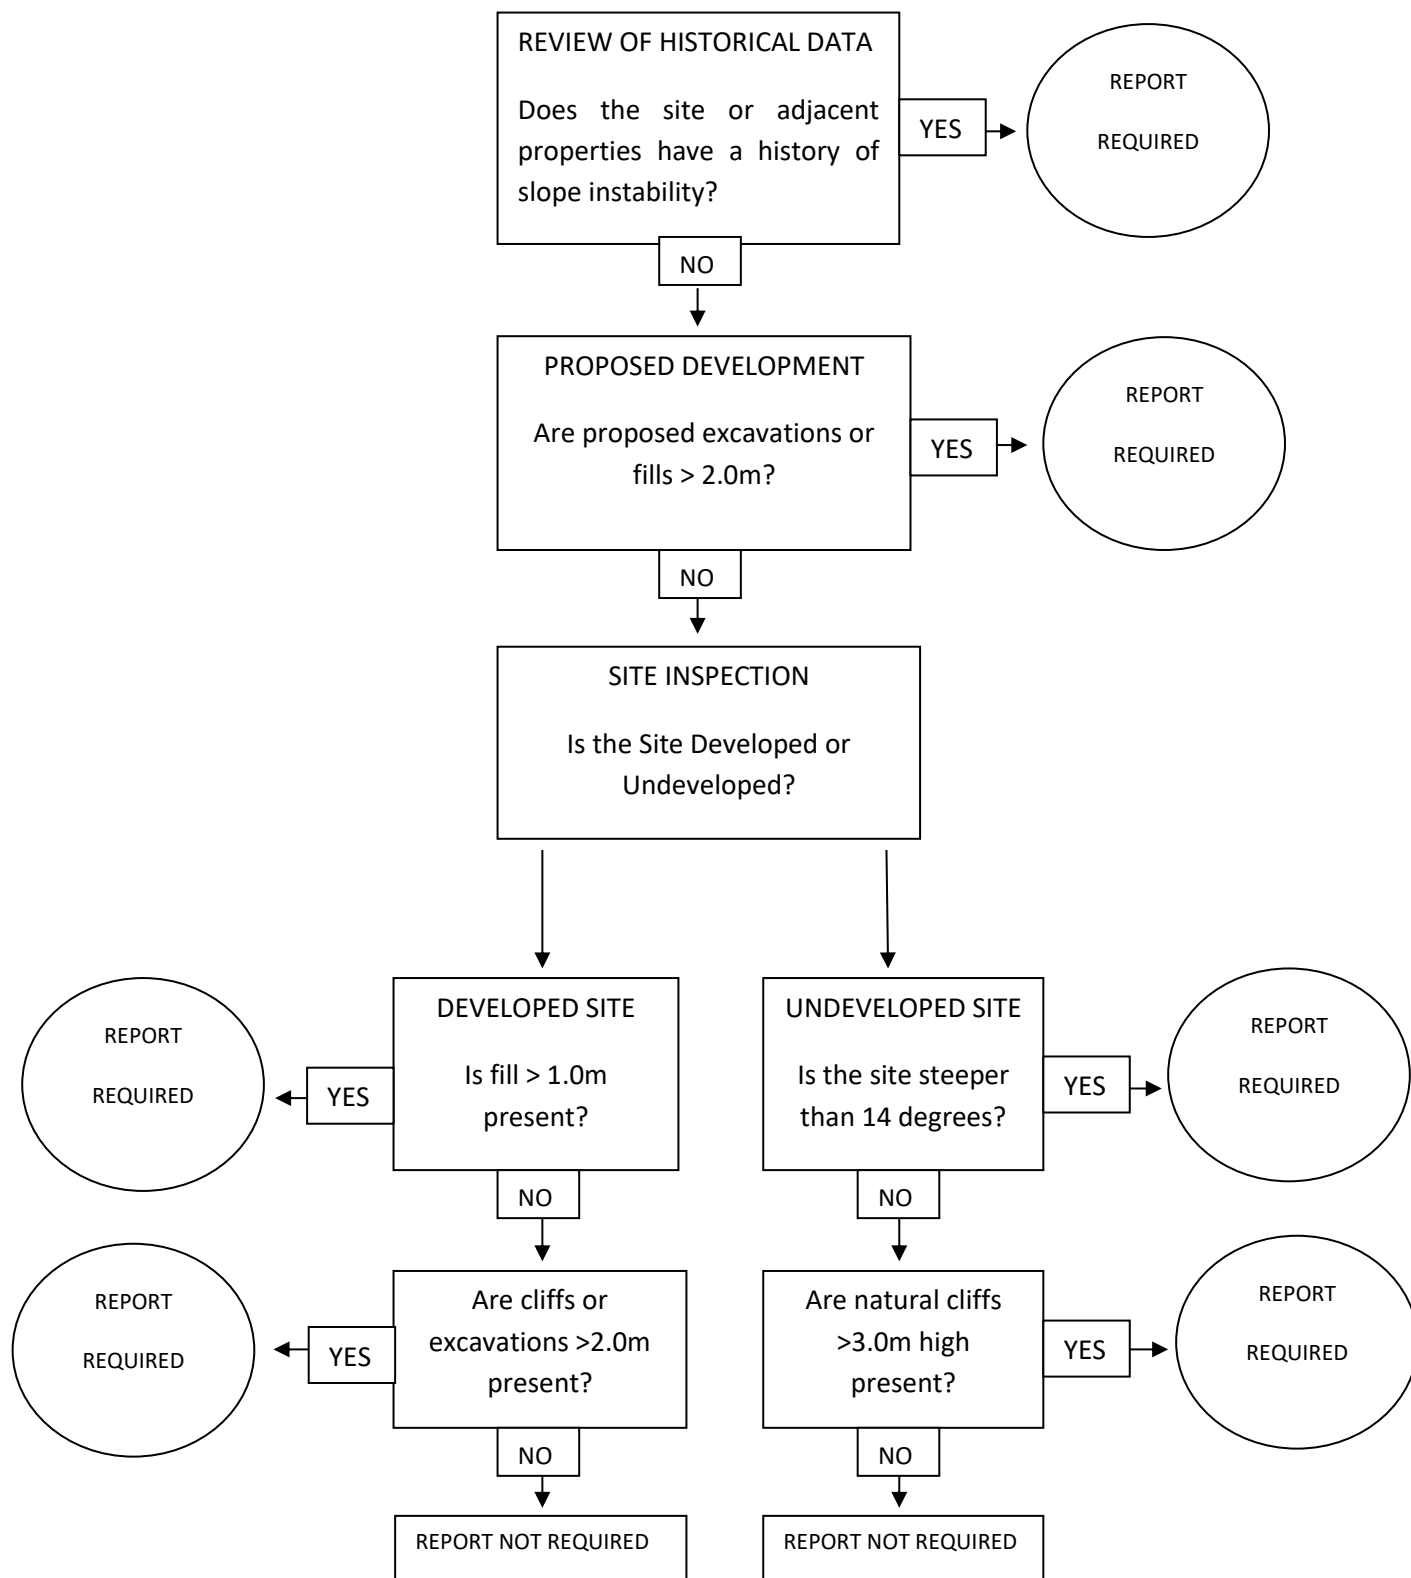 REVIEW OF HISTORICAL DATA
Does the site or adjacent
properties have a history of
slope instability?
YES
REPORT
REQUIRED
NO
PROPOSED DEVELOPMENT
Are proposed excavations or
fills > 2.0m?
YES
REPORT
REQUIRED
NO
SITE INSPECTION
Is the Site Developed or
Undeveloped?
DEVELOPED SITE
Is fill > 1.0m
present?
YES
REPORT
REQUIRED
NO
Are cliffs or
excavations >2.0m
present?
YES
REPORT
REQUIRED
NO
REPORT NOT REQUIRED
UNDEVELOPED SITE
Is the site steeper
than 14 degrees?
YES
REPORT
REQUIRED
NO
Are natural cliffs
>3.0m high
present?
YES
REPORT
REQUIRED
NO
REPORT NOT REQUIRED